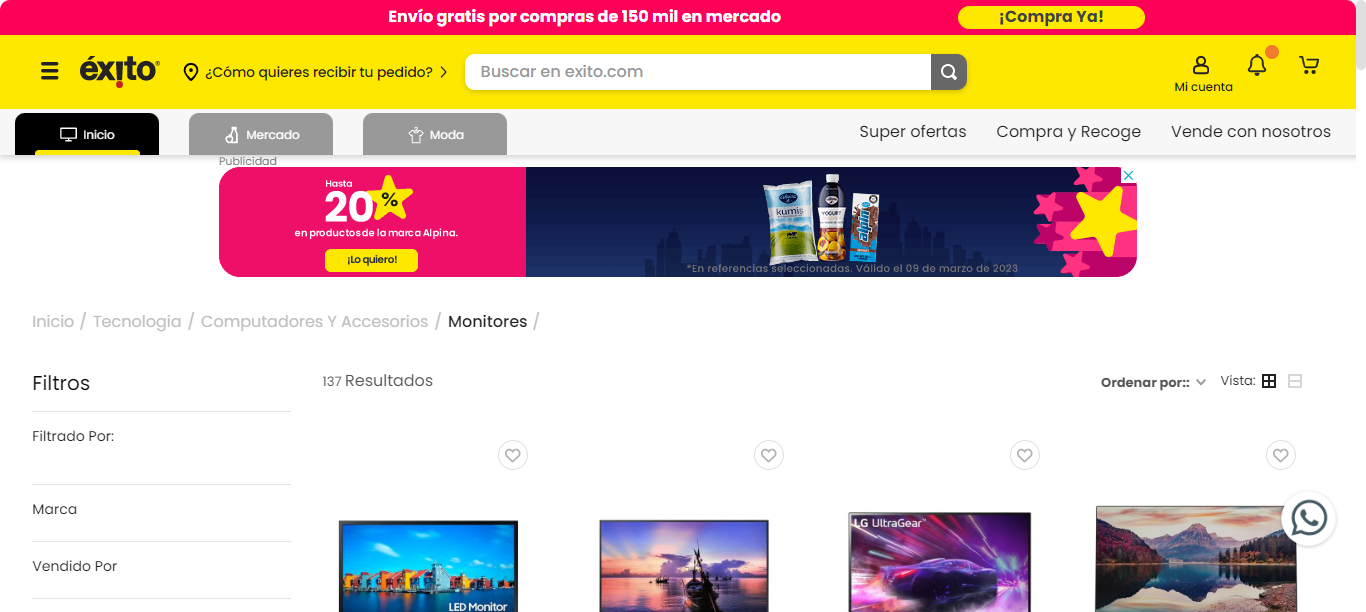 Envío gratis por compras de 150 mil en mercado
¡Compra Ya!
éxito
¿Cómo quieres recibir tu pedido?
Buscar en exito.com
Mi cuenta
Inicio
Mercado
Moda
Super ofertas
Compra y Recoge
Vende con nosotros
Publicidad
Hasta
20%
en productos de la marca Alpina.
¡Lo quiero!
kumis
YOGURT
alpin
*En referencias seleccionadas. Válido el 09 de marzo de 2023
Inicio / Tecnologia / Computadores Y Accesorios / Monitores /
Filtros
137 Resultados
Ordenar por::
Vista:
Filtrado Por:
Marca
Vendido Por
LED Monitor
LG UltraGear™